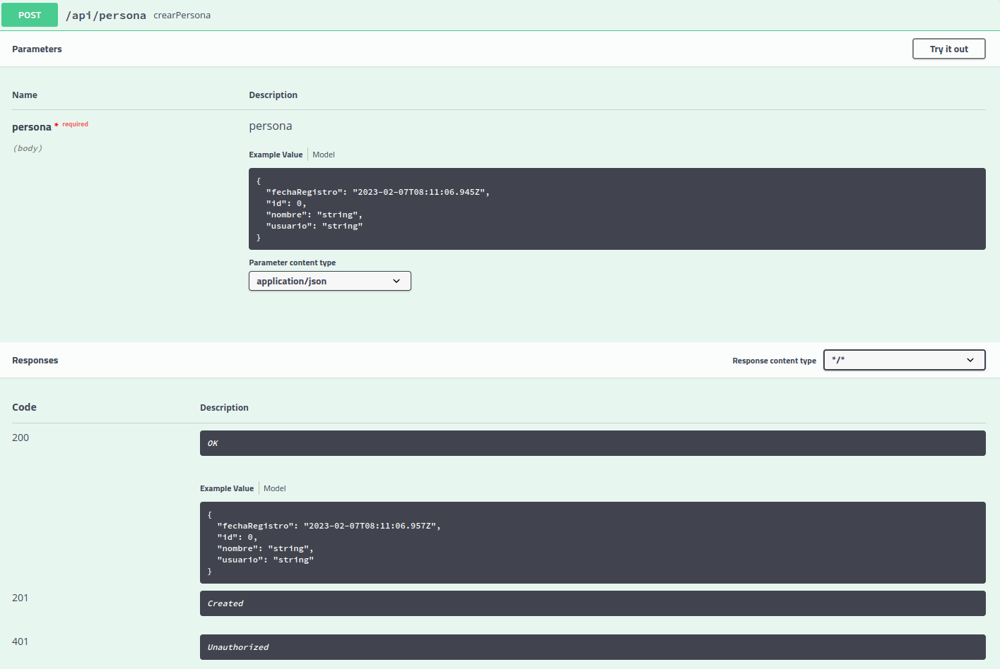 POST /api/persona crearPersona
Parameters
Try it out
Name Description
persona * required
(body)
persona
Example Value Model
{
  "fechaRegistro": "2023-02-07T08:11:06.945Z",
  "id": 0,
  "nombre": "string",
  "usuario": "string"
}
Parameter content type
application/json
Responses
Response content type */*
Code Description
200
OK
Example Value Model
{
  "fechaRegistro": "2023-02-07T08:11:06.957Z",
  "id": 0,
  "nombre": "string",
  "usuario": "string"
}
201
Created
401
Unauthorized